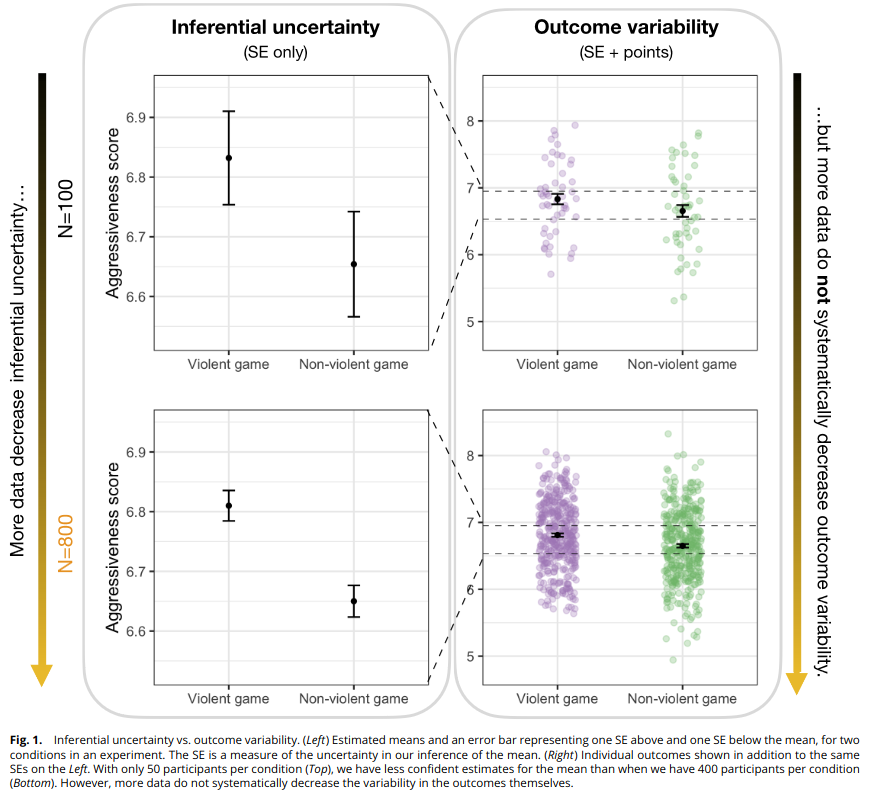 Inferential uncertainty
(SE only)
Outcome variability
(SE + points)
More data decrease inferential uncertainty…
N=100
Aggressiveness score
6.9
6.8
6.7
6.6
Violent game
Non-violent game
8
7
6
5
Violent game
Non-violent game
N=800
Aggressiveness score
6.9
6.8
6.7
6.6
Violent game
Non-violent game
8
7
6
5
Violent game
Non-violent game
…but more data do not systematically decrease outcome variability.
Fig. 1. Inferential uncertainty vs. outcome variability. (Left) Estimated means and an error bar representing one SE above and one SE below the mean, for two
conditions in an experiment. The SE is a measure of the uncertainty in our inference of the mean. (Right) Individual outcomes shown in addition to the same
SEs on the Left. With only 50 participants per condition (Top), we have less confident estimates for the mean than when we have 400 participants per condition
(Bottom). However, more data do not systematically decrease the variability in the outcomes themselves.